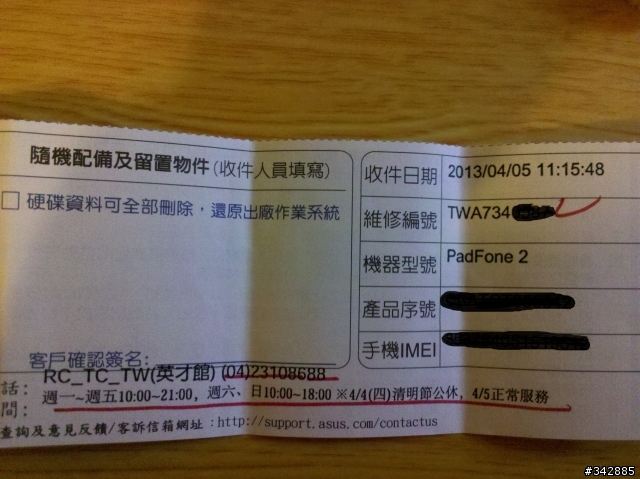 隨機配備及留置物件(收件人員填寫)
□ 硬碟資料可全部刪除，還原出廠作業系統
客戶確認簽名：
收件日期 2013/04/05 11:15:48
維修編號 TWA734
機器型號 PadFone 2
產品序號
手機IMEI
RC_TC_TW(英才館) (04)23108688
話：
週一~週五10:00~21:00，週六、日10:00~18:00 ※4/4(四)清明節公休，4/5正常服務
間：
查詢及意見反饋/客訴信箱網址：http://support.asus.com/contactus
#342885